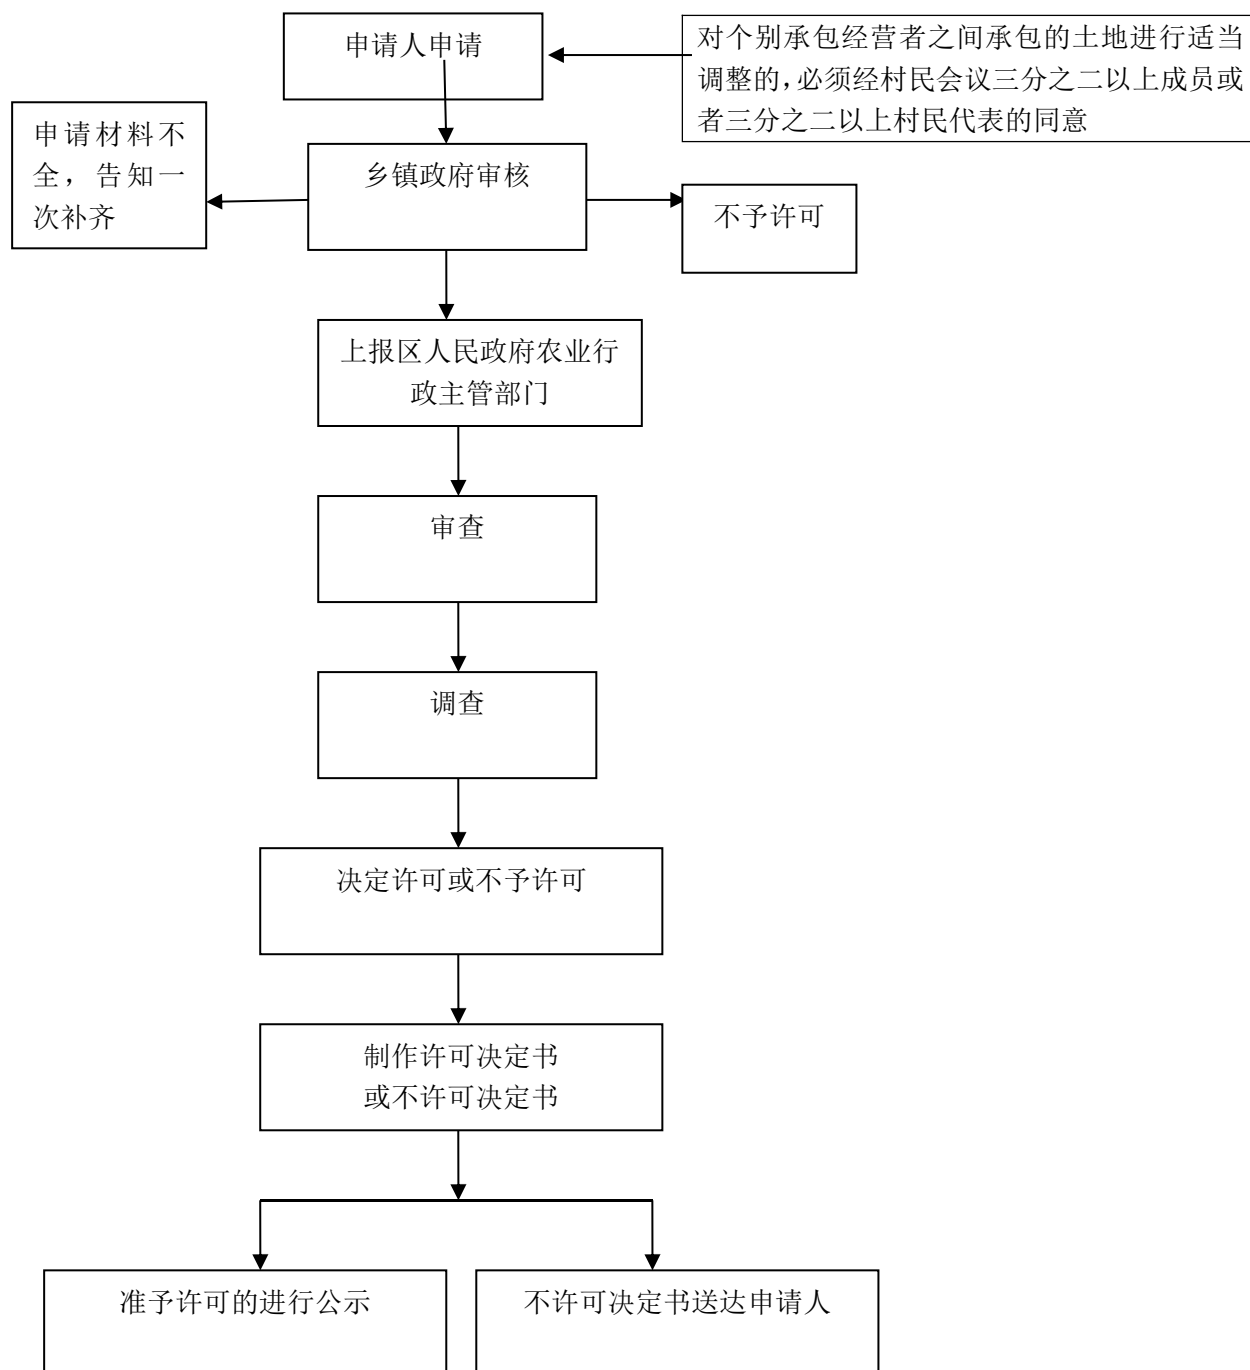 申请人申请
对个别承包经营者之间承包的土地进行适当
调整的,必须经村民会议三分之二以上成员或
者三分之二以上村民代表的同意
申请材料不
全，告知一
次补齐
乡镇政府审核
不予许可
上报区人民政府农业行
政主管部门
审查
调查
决定许可或不予许可
制作许可决定书
或不许可决定书
准予许可的进行公示
不许可决定书送达申请人